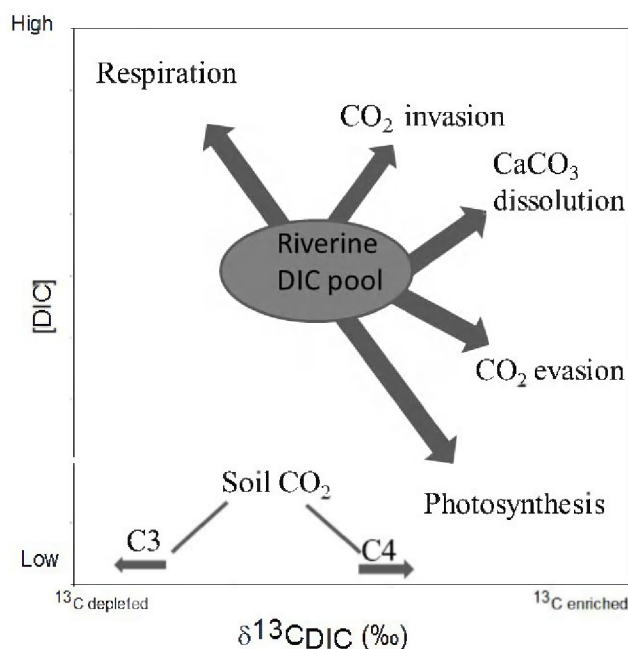 High
Respiration
CO₂ invasion
CaCO₃
dissolution
Riverine
DIC pool
[DIC]
CO₂ evasion
Soil CO₂
Photosynthesis
C3
C4
Low
¹³C depleted
¹³C enriched
δ¹³CDIC (‰)